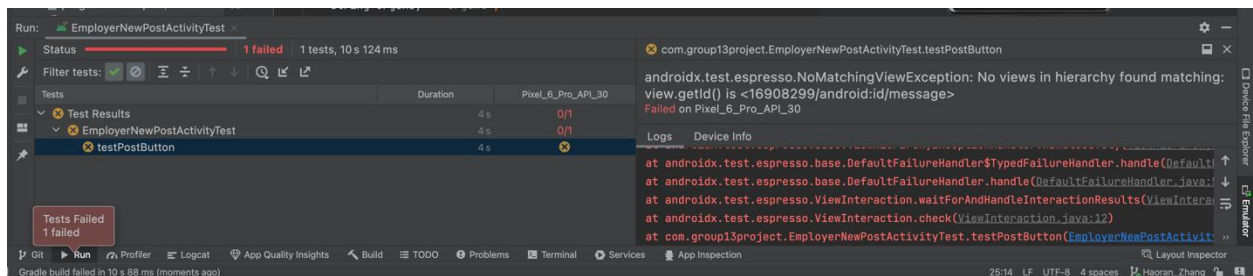 Run: EmployerNewPostActivityTest
Status 1 failed 1 tests, 10 s 124 ms
Filter tests:
Tests Duration Pixel_6_Pro_API_30
Test Results 4 s 0/1
EmployerNewPostActivityTest 4 s 0/1
testPostButton 4 s
Tests Failed
1 failed
com.group13project.EmployerNewPostActivityTest.testPostButton
androidx.test.espresso.NoMatchingViewException: No views in hierarchy found matching:
view.getId() is <16908299/android:id/message>
Failed on Pixel_6_Pro_API_30
Logs Device Info
at androidx.test.espresso.base.DefaultFailureHandler$TypedFailureHandler.handle(Default
at androidx.test.espresso.base.DefaultFailureHandler.handle(DefaultFailureHandler.java:
at androidx.test.espresso.ViewInteraction.waitForAndHandleInteractionResults(ViewIntera
at androidx.test.espresso.ViewInteraction.check(ViewInteraction.java:12)
at com.group13project.EmployerNewPostActivityTest.testPostButton(EmployerNewPostActivit
Device File Explorer
Emulator
Git Run Profiler Logcat App Quality Insights Build TODO Problems Terminal Services App Inspection Layout Inspector
Gradle build failed in 10 s 88 ms (moments ago) 25:14 LF UTF-8 4 spaces Haoran_Zhang